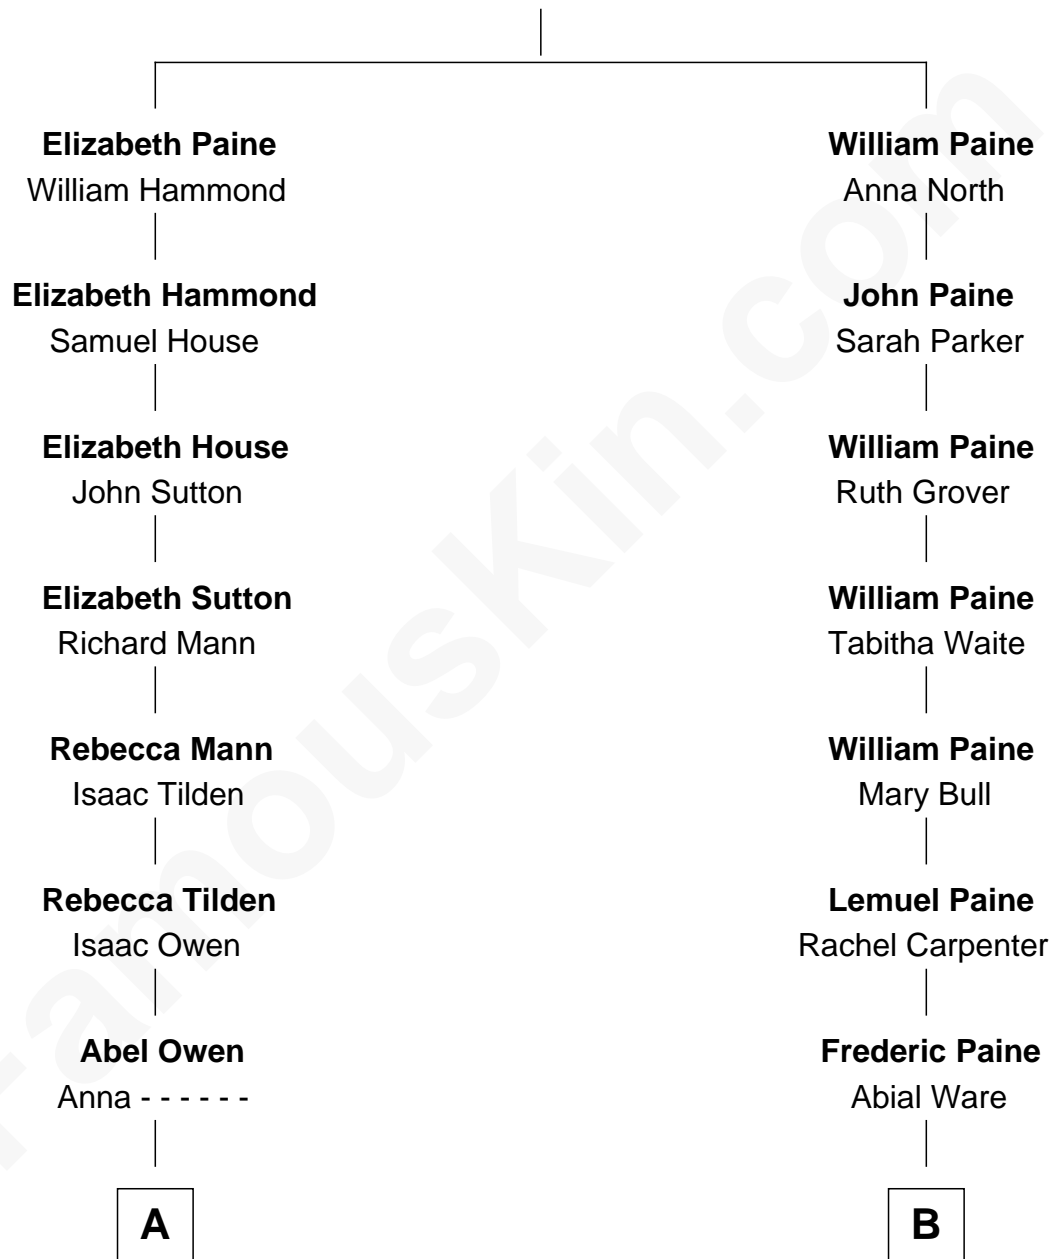 Elizabeth Paine
William Hammond
Elizabeth Hammond
Samuel House
Elizabeth House
John Sutton
Elizabeth Sutton
Richard Mann
Rebecca Mann
Isaac Tilden
Rebecca Tilden
Isaac Owen
Abel Owen
Anna - - - - - -
A
William Paine
Anna North
John Paine
Sarah Parker
William Paine
Ruth Grover
William Paine
Tabitha Waite
William Paine
Mary Bull
Lemuel Paine
Rachel Carpenter
Frederic Paine
Abial Ware
B
FamousKin.com